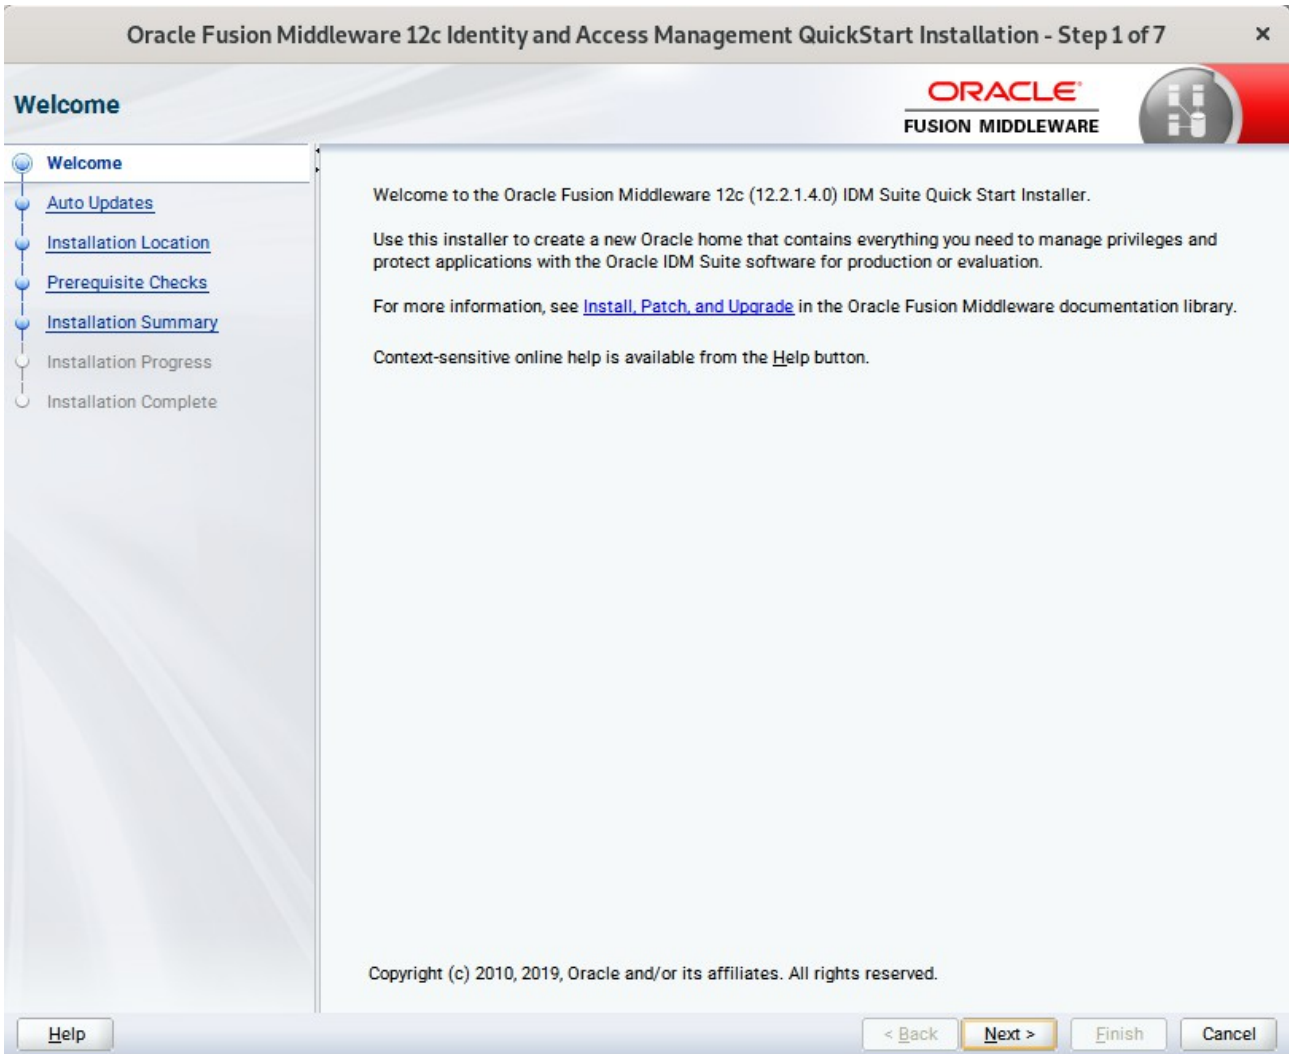 Oracle Fusion Middleware 12c Identity and Access Management QuickStart Installation - Step 1 of 7
×
Welcome
ORACLE
FUSION MIDDLEWARE
Welcome
Auto Updates
Installation Location
Prerequisite Checks
Installation Summary
Installation Progress
Installation Complete
Welcome to the Oracle Fusion Middleware 12c (12.2.1.4.0) IDM Suite Quick Start Installer.
Use this installer to create a new Oracle home that contains everything you need to manage privileges and
protect applications with the Oracle IDM Suite software for production or evaluation.
For more information, see Install, Patch, and Upgrade in the Oracle Fusion Middleware documentation library.
Context-sensitive online help is available from the Help button.
Copyright (c) 2010, 2019, Oracle and/or its affiliates. All rights reserved.
Help
< Back
Next >
Finish
Cancel